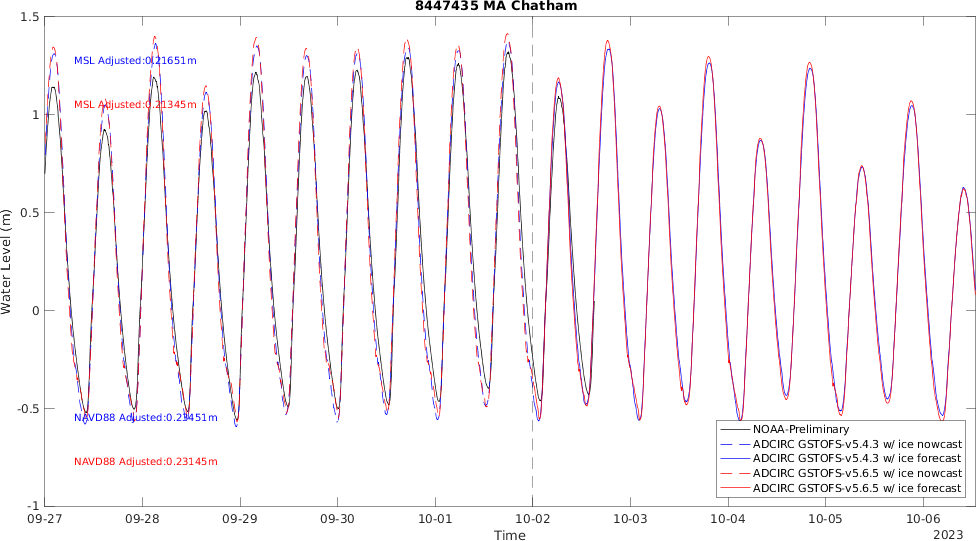 8447435 MA Chatham
1.5
MSL Adjusted:0.21651m
MSL Adjusted:0.21345m
1
0.5
Water Level (m)
0
-0.5
NAVD88 Adjusted:0.23451m
NAVD88 Adjusted:0.23145m
-1
NOAA-Preliminary
ADCIRC GSTOFS-v5.4.3 w/ ice nowcast
ADCIRC GSTOFS-v5.4.3 w/ ice forecast
ADCIRC GSTOFS-v5.6.5 w/ ice nowcast
ADCIRC GSTOFS-v5.6.5 w/ ice forecast
09-27 09-28 09-29 09-30 10-01 10-02 10-03 10-04 10-05 10-06
Time
2023